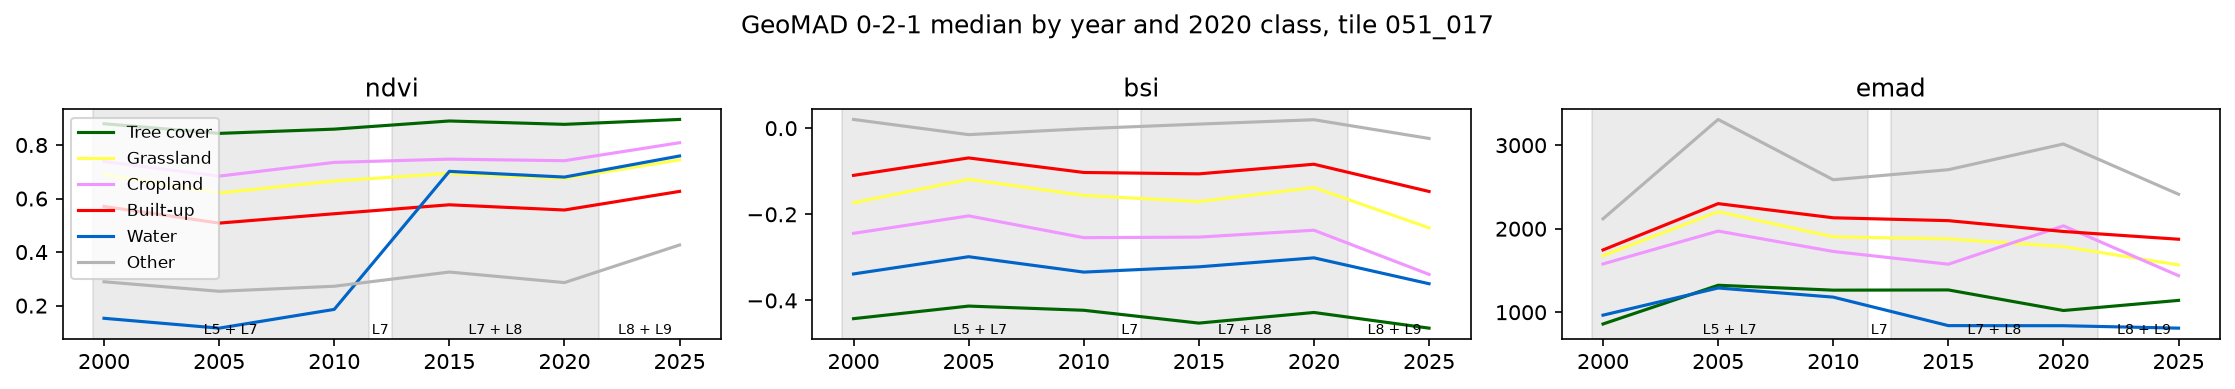 GeoMAD 0-2-1 median by year and 2020 class, tile 051_017
ndvi
0.8
0.6
0.4
0.2
Tree cover
Grassland
Cropland
Built-up
Water
Other
L5 + L7
L7
L7 + L8
L8 + L9
2000 2005 2010 2015 2020 2025
bsi
0.0
−0.2
−0.4
L5 + L7
L7
L7 + L8
L8 + L9
2000 2005 2010 2015 2020 2025
emad
3000
2000
1000
L5 + L7
L7
L7 + L8
L8 + L9
2000 2005 2010 2015 2020 2025